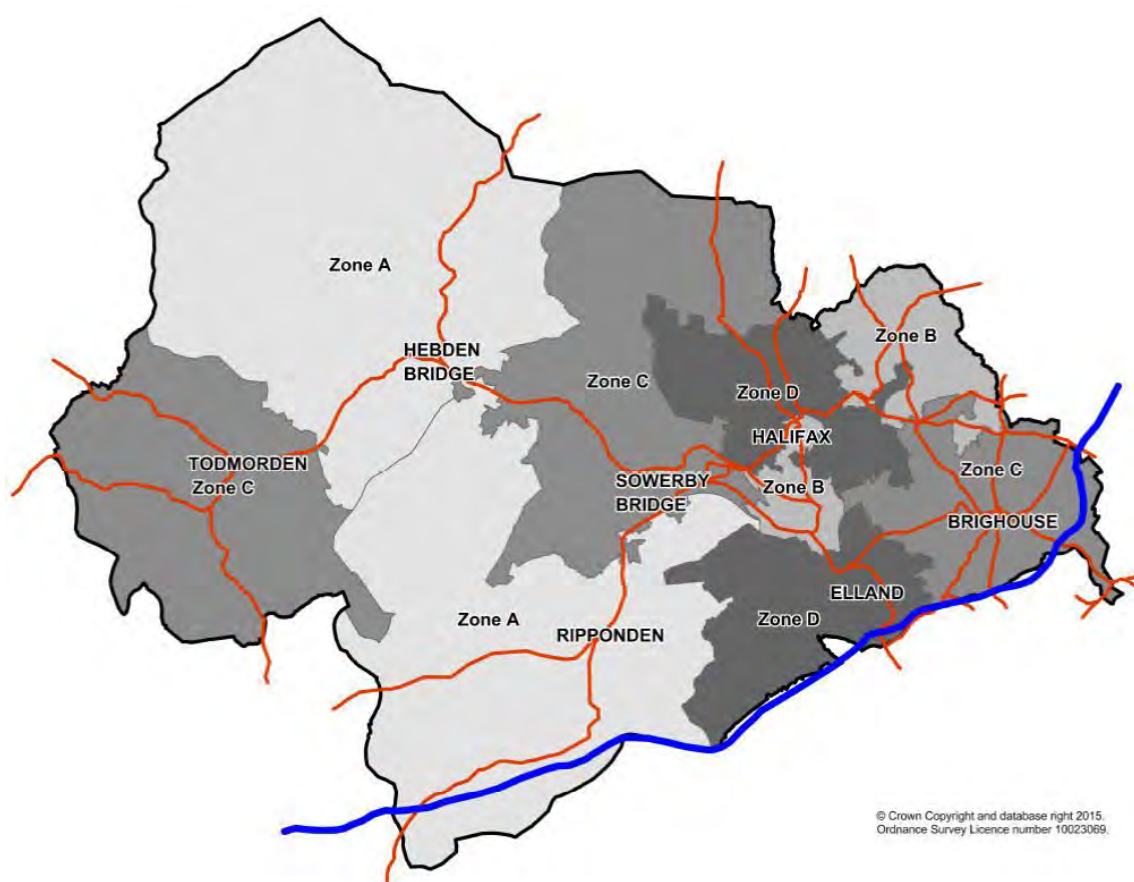 Zone A
Zone B
HEBDEN
BRIDGE
Zone C
Zone D
HALIFAX
TODMORDEN
Zone C
SOWERBY
BRIDGE
Zone B
Zone C
BRIGHOUSE
ELLAND
Zone A
RIPPONDEN
Zone D
© Crown Copyright and database right 2015.
Ordnance Survey Licence number 10023069.